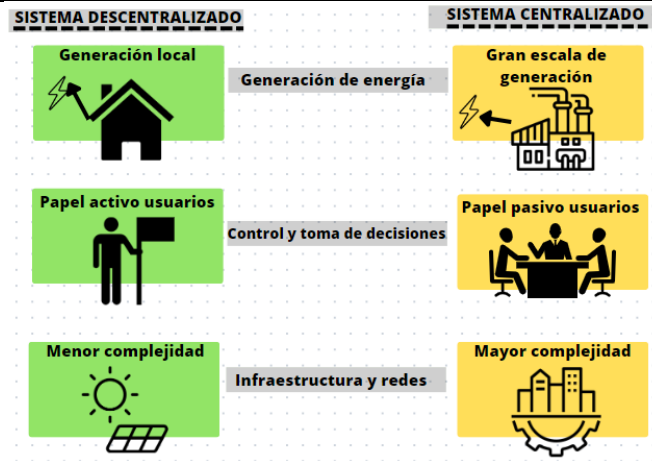 SISTEMA DESCENTRALIZADO
SISTEMA CENTRALIZADO
Generación local
Generación de energía
Gran escala de
generación
Papel activo usuarios
Control y toma de decisiones
Papel pasivo usuarios
Menor complejidad
Infraestructura y redes
Mayor complejidad